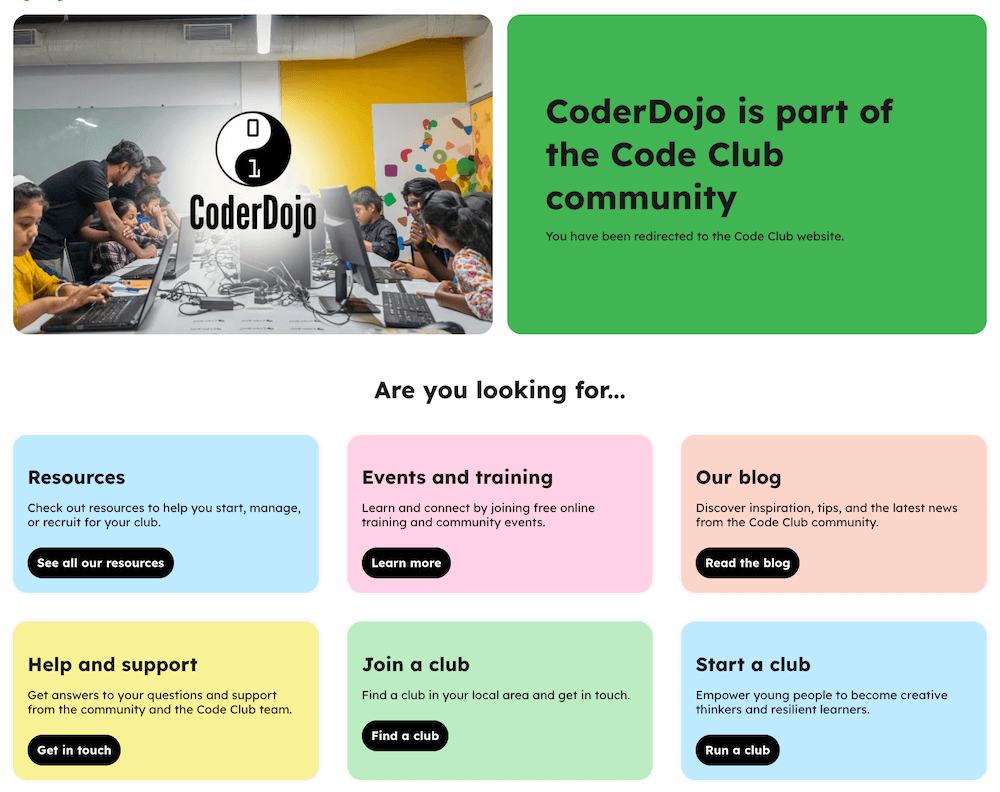 0
1
CoderDojo
CoderDojo is part of
the Code Club
community
You have been redirected to the Code Club website.
Are you looking for...
Resources
Check out resources to help you start, manage,
or recruit for your club.
See all our resources
Events and training
Learn and connect by joining free online
training and community events.
Learn more
Our blog
Discover inspiration, tips, and the latest news
from the Code Club community.
Read the blog
Help and support
Get answers to your questions and support
from the community and the Code Club team.
Get in touch
Join a club
Find a club in your local area and get in touch.
Find a club
Start a club
Empower young people to become creative
thinkers and resilient learners.
Run a club